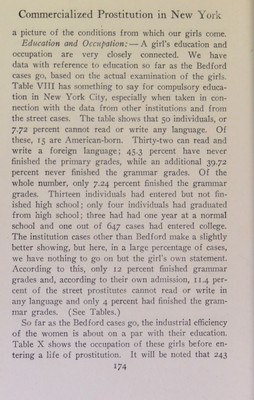 Commercialized Prostitution in New York
a picture of the conditions from which our girls come.
Education and Occupation: — A girl's education and
occupation are very closely connected. We have
data with reference to education so far as the Bedford
cases go, based on the actual examination of the girls.
Table VIII has something to say for compulsory educa-
tion in New York City, especially when taken in con-
nection with the data from other institutions and from
the street cases. The table shows that 50 individuals, or
7.72 percent cannot read or write any language. Of
these, 15 are American-born. Thirty-two can read and
write a foreign language; 45.3 percent have never
finished the primary grades, while an additional 39.72
percent never finished the grammar grades. Of the
whole number, only 7.24 percent finished the grammar
grades. Thirteen individuals had entered but not fin-
ished high school; only four individuals had graduated
from high school; three had had one year at a normal
school and one out of 647 cases had entered college.
The institution cases other than Bedford make a slightly
better showing, but here, in a large percentage of cases,
we have nothing to go on but the girl's own statement.
According to this, only 12 percent finished grammar
grades and, according to their own admission, 11.4 per-
cent of the street prostitutes cannot read or write in
any language and only 4 percent had finished the gram-
mar grades. (See Tables.)
So far as the Bedford cases go, the industrial efficiency
of the women is about on a par with their education.
Table X shows the occupation of these girls before en-
tering a life of prostitution. It will be noted that 243
174